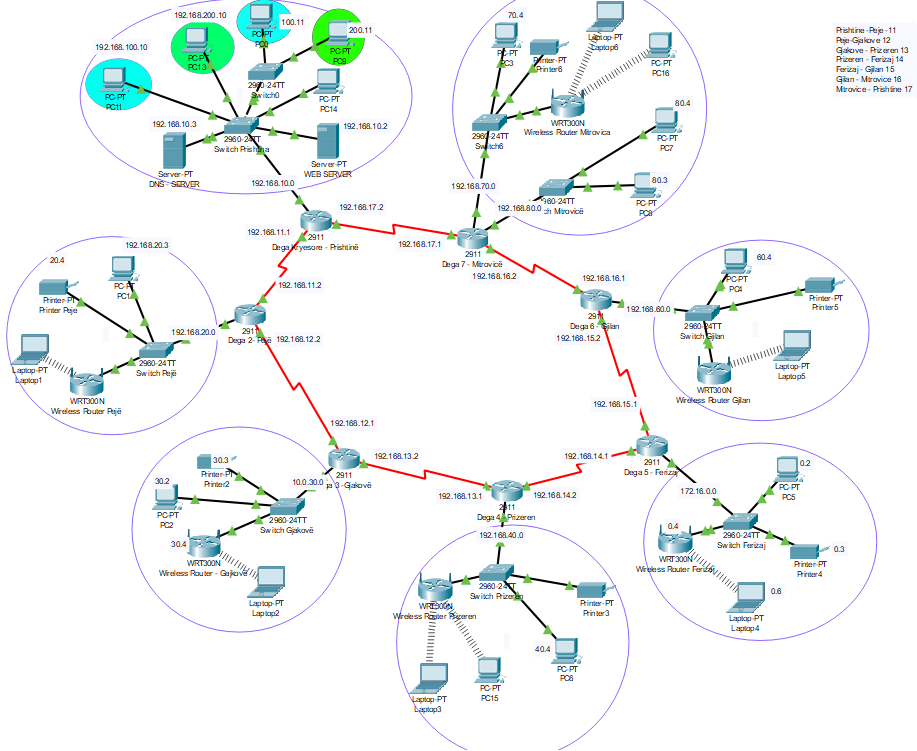 192.168.200.10
100.11
200.11
192.168.100.10
PC-PT
PC13
PC-PT
PC-PT
PC9
PC-PT
PC11
2960-24TT
Switch0
PC-PT
PC14
192.168.10.3
2960-24TT
Switch Prishtina
192.168.10.2
Server-PT
DNS - SERVER
Server-PT
WEB SERVER
192.168.10.0
192.168.17.2
192.168.11.1
2911
Dega Kryesore - Prishtinë
192.168.17.1
70.4
PC-PT
PC3
Printer-PT
Printer6
Laptop-PT
Laptop6
PC-PT
PC16
2960-24TT
Switch6
WRT300N
Wireless Router Mitrovica
80.4
PC-PT
PC7
192.168.70.0
192.168.80.0
80.3
PC-PT
2911
Dega 7 - Mitrovicë
192.168.16.2
Prishtine - Peje - 11
Peje-Gjakove 12
Gjakove - Prizeren 13
Prizeren - Ferizaj 14
Ferizaj - Gjilan 15
Gjilan - Mitrovice 16
Mitrovice - Prishtine 17
192.168.20.3
20.4
PC-PT
Printer-PT
Printer Peje
192.168.20.0
2960-24TT
Switch Pejë
Laptop-PT
Laptop1
WRT300N
Wireless Router Pejë
192.168.11.2
2911
192.168.12.2
192.168.16.1
2911
Dega 6 - Gjilan
192.168.60.0
192.168.15.2
60.4
PC-PT
PC4
Printer-PT
Printer5
2960-24TT
Switch Gjilan
Laptop-PT
Laptop5
WRT300N
Wireless Router Gjilan
192.168.12.1
192.168.13.2
2911
192.168.15.1
192.168.14.1
2911
Dega 5 - Ferizaj
30.3
Printer-PT
Printer2
30.2
PC-PT
PC2
10.0.30.0
2960-24TT
Switch Gjakovë
30.4
WRT300N
Wireless Router - Gjakovë
Laptop-PT
Laptop2
192.168.13.1
192.168.14.2
2911
Dega 4 - Prizeren
192.168.40.0
2960-24TT
Switch Prizeren
WRT300N
Wireless Router Prizeren
Printer-PT
Printer3
40.4
PC-PT
PC6
Laptop-PT
Laptop3
PC-PT
PC15
172.16.0.0
0.2
PC-PT
PC5
0.4
2960-24TT
Switch Ferizaj
WRT300N
Wireless Router Ferizaj
0.3
Printer-PT
Printer4
0.6
Laptop-PT
Laptop4